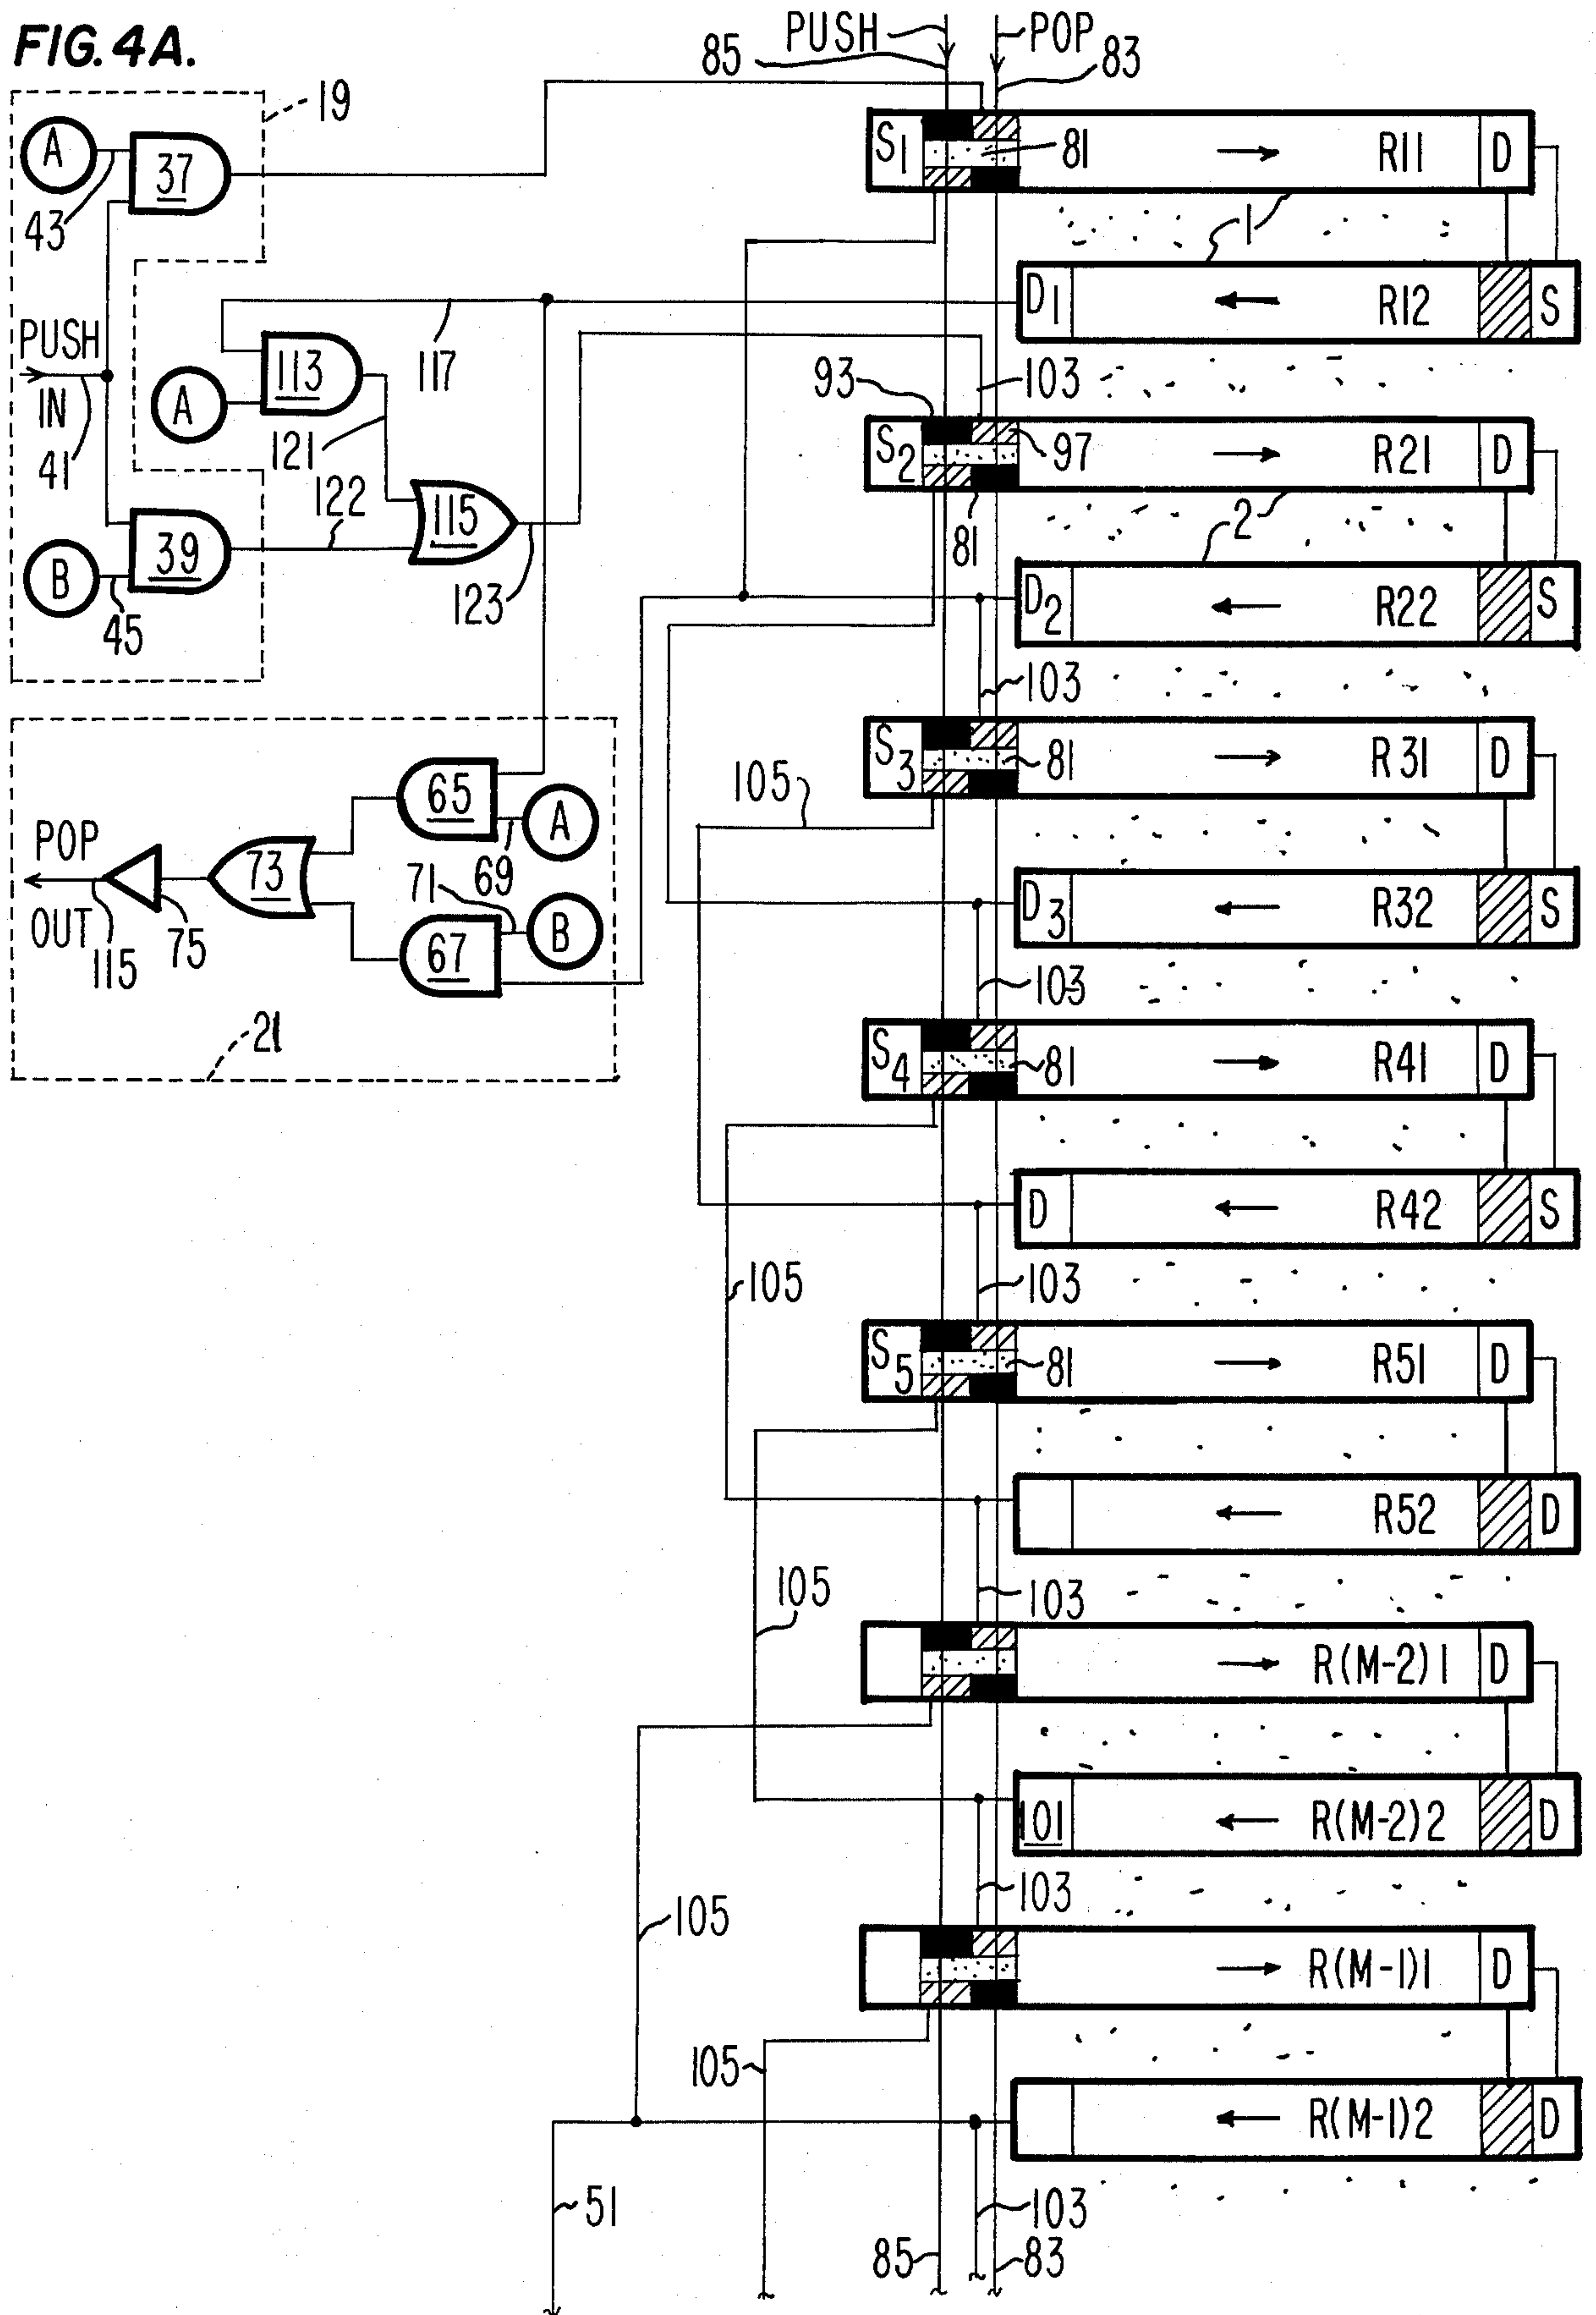 FIG. 4A.
PUSH
POP
85
83
19
A
37
43
S1
81
R11
D
1
D1
R12
S
PUSH
IN
41
113
A
117
121
103
93
S2
97
R21
D
81
2
122
115
39
B
45
123
D2
R22
S
103
S3
81
R31
D
105
65
A
69
POP
OUT
115
75
73
71
B
67
21
D3
R32
S
103
S4
81
R41
D
D
R42
S
105
103
S5
81
R51
D
R52
D
105
103
R(M-2)1
D
101
R(M-2)2
D
105
103
R(M-1)1
D
105
R(M-1)2
D
51
103
85
83